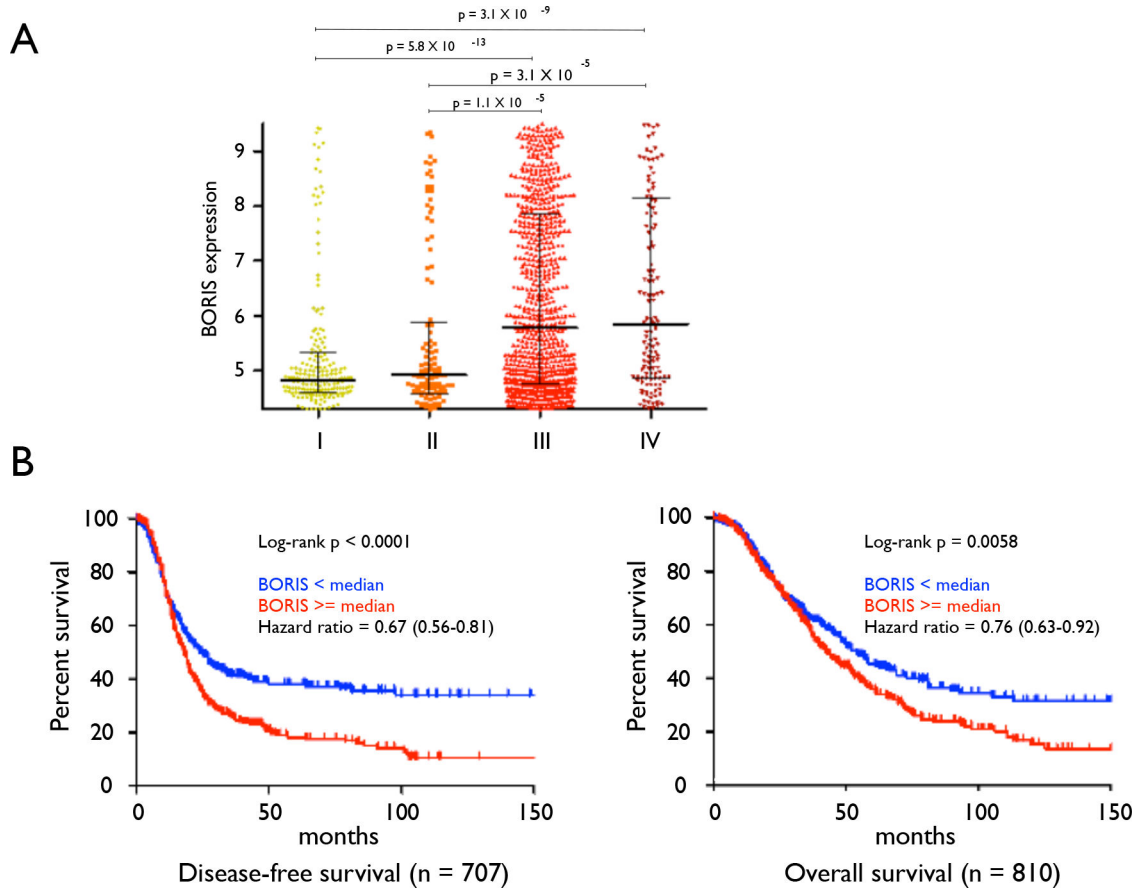 A
p = 3.1 X 10 -9
p = 5.8 X 10 -13
p = 3.1 X 10 -5
p = 1.1 X 10 -5
BORIS expression
9
8
7
6
5
I II III IV
B
Percent survival
100
80
60
40
20
0
Log-rank p < 0.0001
BORIS < median
BORIS >= median
Hazard ratio = 0.67 (0.56-0.81)
0 50 100 150
months
Disease-free survival (n = 707)
Percent survival
100
80
60
40
20
0
Log-rank p = 0.0058
BORIS < median
BORIS >= median
Hazard ratio = 0.76 (0.63-0.92)
0 50 100 150
months
Overall survival (n = 810)